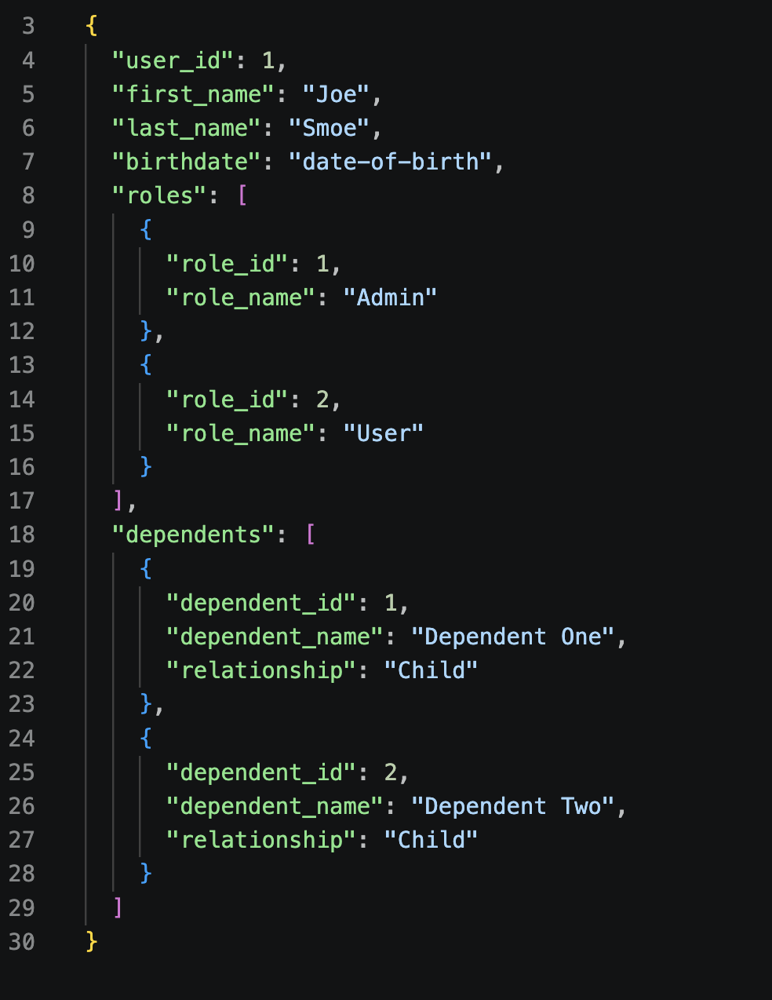 3 {
4 "user_id": 1,
5 "first_name": "Joe",
6 "last_name": "Smoe",
7 "birthdate": "date-of-birth",
8 "roles": [
9 {
10 "role_id": 1,
11 "role_name": "Admin"
12 },
13 {
14 "role_id": 2,
15 "role_name": "User"
16 }
17 ],
18 "dependents": [
19 {
20 "dependent_id": 1,
21 "dependent_name": "Dependent One",
22 "relationship": "Child"
23 },
24 {
25 "dependent_id": 2,
26 "dependent_name": "Dependent Two",
27 "relationship": "Child"
28 }
29 ]
30 }